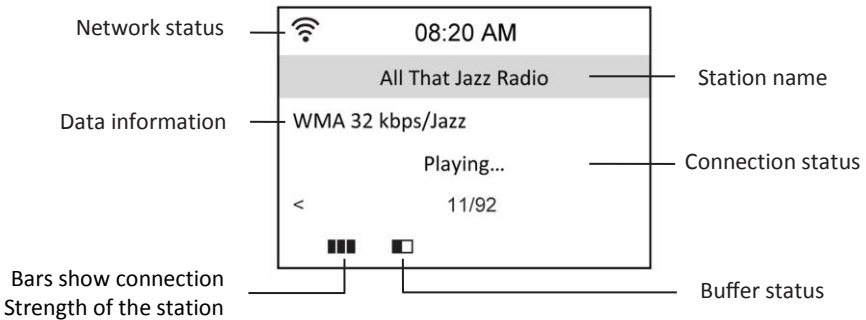 Network status
08:20 AM
All That Jazz Radio
Station name
Data information
WMA 32 kbps/Jazz
Playing...
Connection status
<
11/92
Bars show connection
Strength of the station
Buffer status